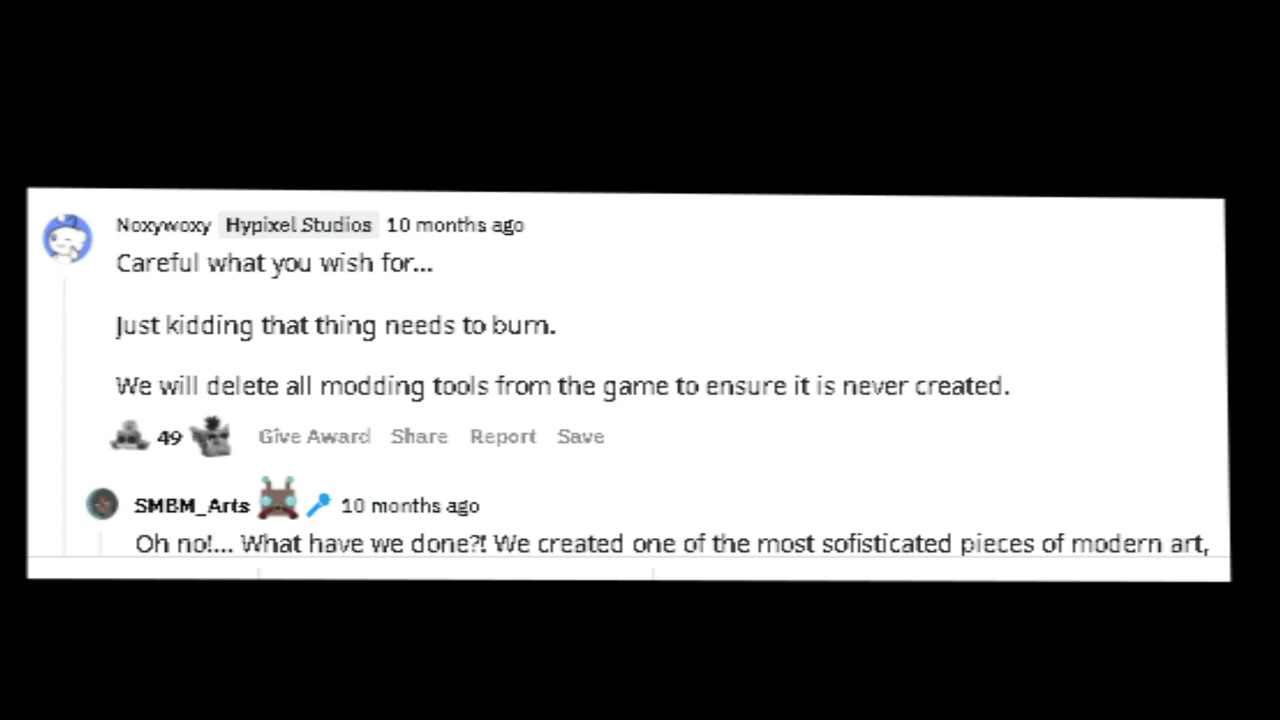 Noxywoxy Hypixel Studios 10 months ago
Careful what you wish for...
Just kidding that thing needs to burn.
We will delete all modding tools from the game to ensure it is never created.
49 Give Award Share Report Save
SMBM_Arts 10 months ago
Oh no!... What have we done?! We created one of the most sofisticated pieces of modern art,